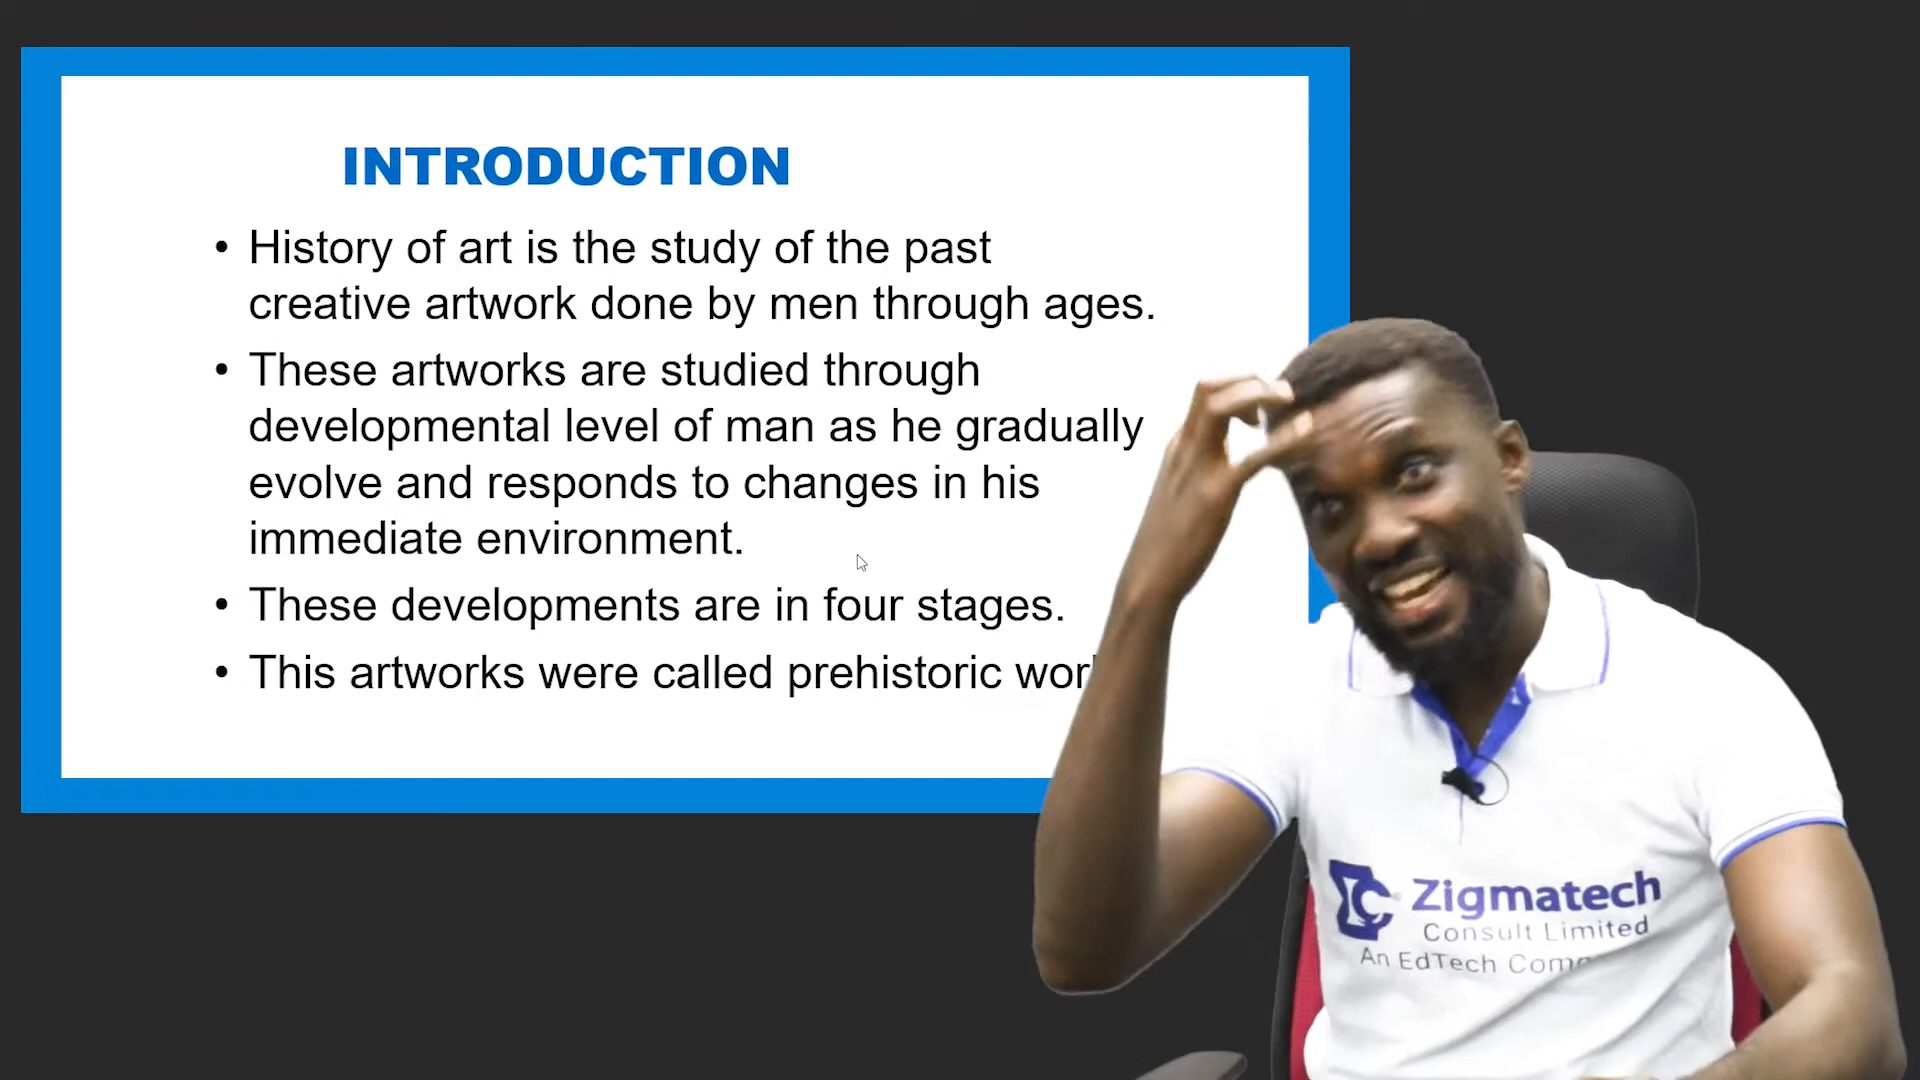 INTRODUCTION
• History of art is the study of the past
creative artwork done by men through ages.
• These artworks are studied through
developmental level of man as he gradually
evolve and responds to changes in his
immediate environment.
• These developments are in four stages.
• This artworks were called prehistoric
Zigmatech
Consult Limited
An EdTech